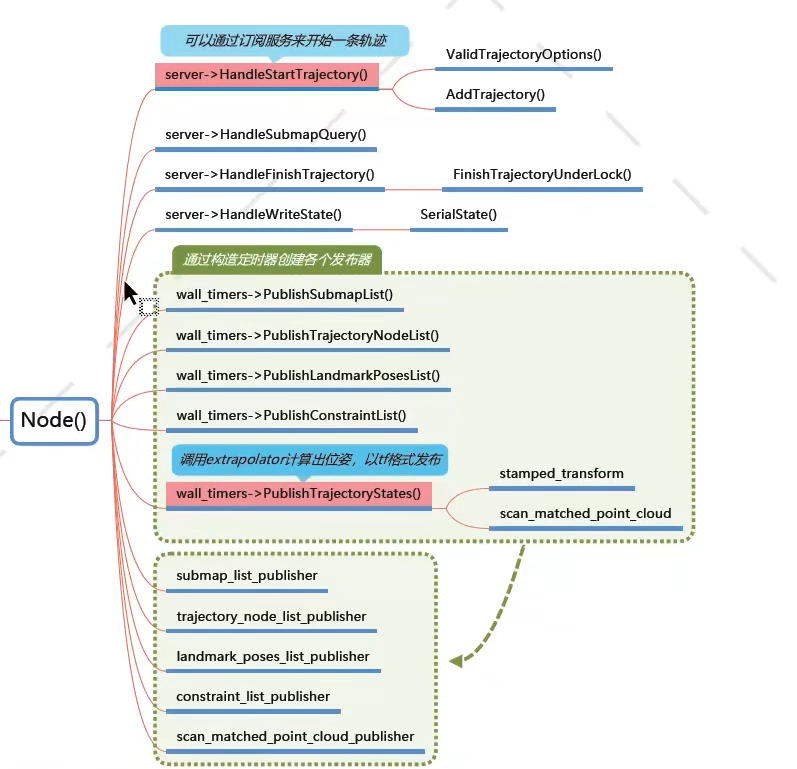 可以通过订阅服务来开始一条轨迹
server->HandleStartTrajectory()
ValidTrajectoryOptions()
AddTrajectory()
server->HandleSubmapQuery()
server->HandleFinishTrajectory()
FinishTrajectoryUnderLock()
server->HandleWriteState()
SerialState()
通过构造定时器创建各个发布器
wall_timers->PublishSubmapList()
wall_timers->PublishTrajectoryNodeList()
wall_timers->PublishLandmarkPosesList()
wall_timers->PublishConstraintList()
Node()
调用extrapolator计算出位姿，以tf格式发布
wall_timers->PublishTrajectoryStates()
stamped_transform
scan_matched_point_cloud
submap_list_publisher
trajectory_node_list_publisher
landmark_poses_list_publisher
constraint_list_publisher
scan_matched_point_cloud_publisher